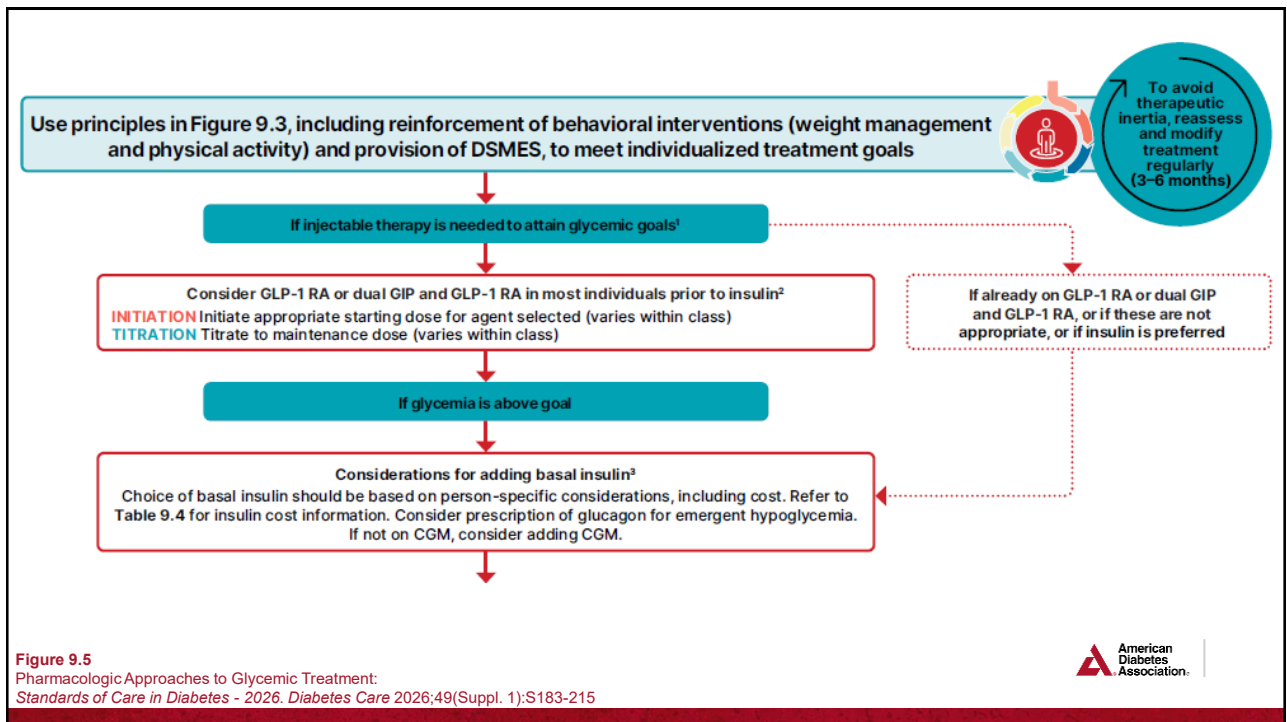 Use principles in Figure 9.3, including reinforcement of behavioral interventions (weight management
and physical activity) and provision of DSMES, to meet individualized treatment goals
To avoid
therapeutic
inertia, reassess
and modify
treatment
regularly
(3–6 months)
If injectable therapy is needed to attain glycemic goals¹
Consider GLP-1 RA or dual GIP and GLP-1 RA in most individuals prior to insulin²
INITIATION Initiate appropriate starting dose for agent selected (varies within class)
TITRATION Titrate to maintenance dose (varies within class)
If already on GLP-1 RA or dual GIP
and GLP-1 RA, or if these are not
appropriate, or if insulin is preferred
If glycemia is above goal
Considerations for adding basal insulin³
Choice of basal insulin should be based on person-specific considerations, including cost. Refer to
Table 9.4 for insulin cost information. Consider prescription of glucagon for emergent hypoglycemia.
If not on CGM, consider adding CGM.
Figure 9.5
Pharmacologic Approaches to Glycemic Treatment:
Standards of Care in Diabetes - 2026. Diabetes Care 2026;49(Suppl. 1):S183-215
American
Diabetes
Association®